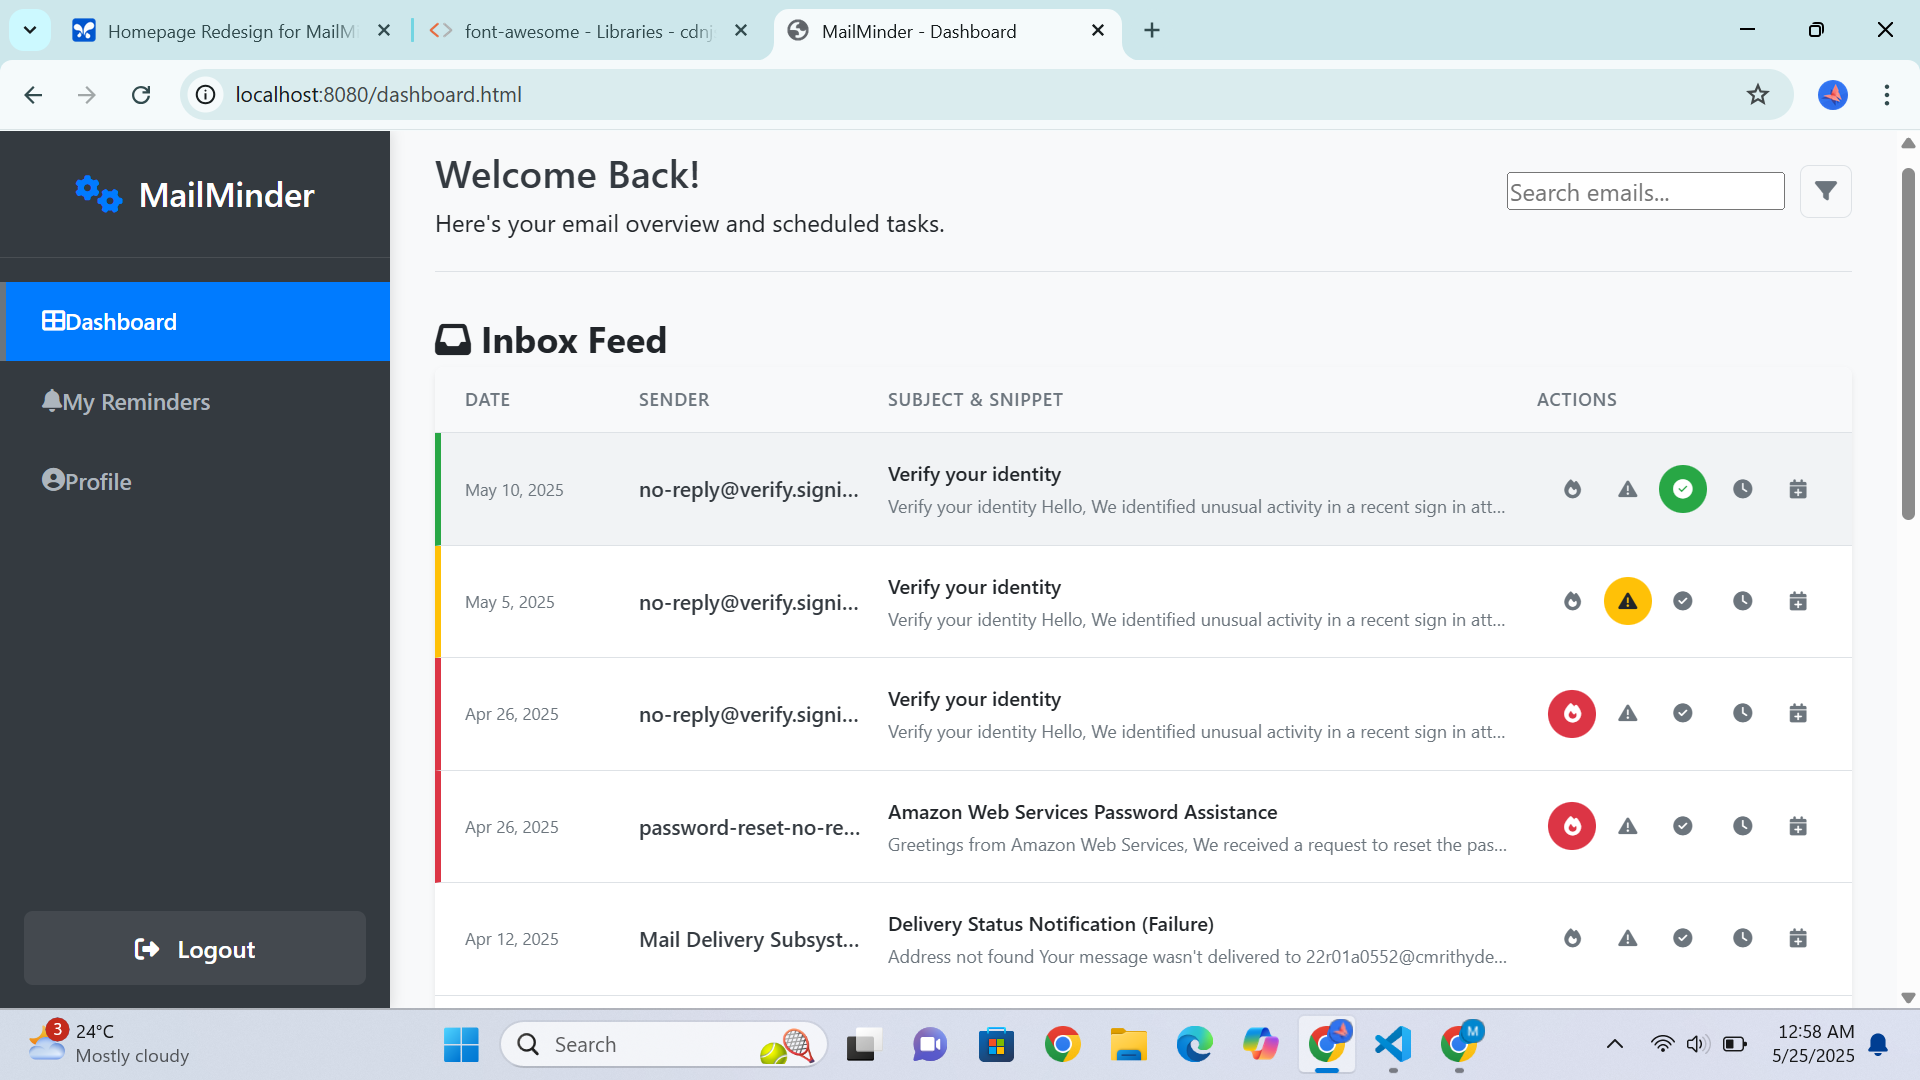 Homepage Redesign for MailMi
font-awesome - Libraries - cdnj
MailMinder - Dashboard
localhost:8080/dashboard.html
MailMinder
Dashboard
My Reminders
Profile
Logout
Welcome Back!
Here's your email overview and scheduled tasks.
Search emails...
Inbox Feed
DATE SENDER SUBJECT & SNIPPET ACTIONS
May 10, 2025 no-reply@verify.signi... Verify your identity
Verify your identity Hello, We identified unusual activity in a recent sign in att...
May 5, 2025 no-reply@verify.signi... Verify your identity
Verify your identity Hello, We identified unusual activity in a recent sign in att...
Apr 26, 2025 no-reply@verify.signi... Verify your identity
Verify your identity Hello, We identified unusual activity in a recent sign in att...
Apr 26, 2025 password-reset-no-re... Amazon Web Services Password Assistance
Greetings from Amazon Web Services, We received a request to reset the pas...
Apr 12, 2025 Mail Delivery Subsyst... Delivery Status Notification (Failure)
Address not found Your message wasn't delivered to 22r01a0552@cmrithyde...
3
24°C
Mostly cloudy
Search
M
12:58 AM
5/25/2025